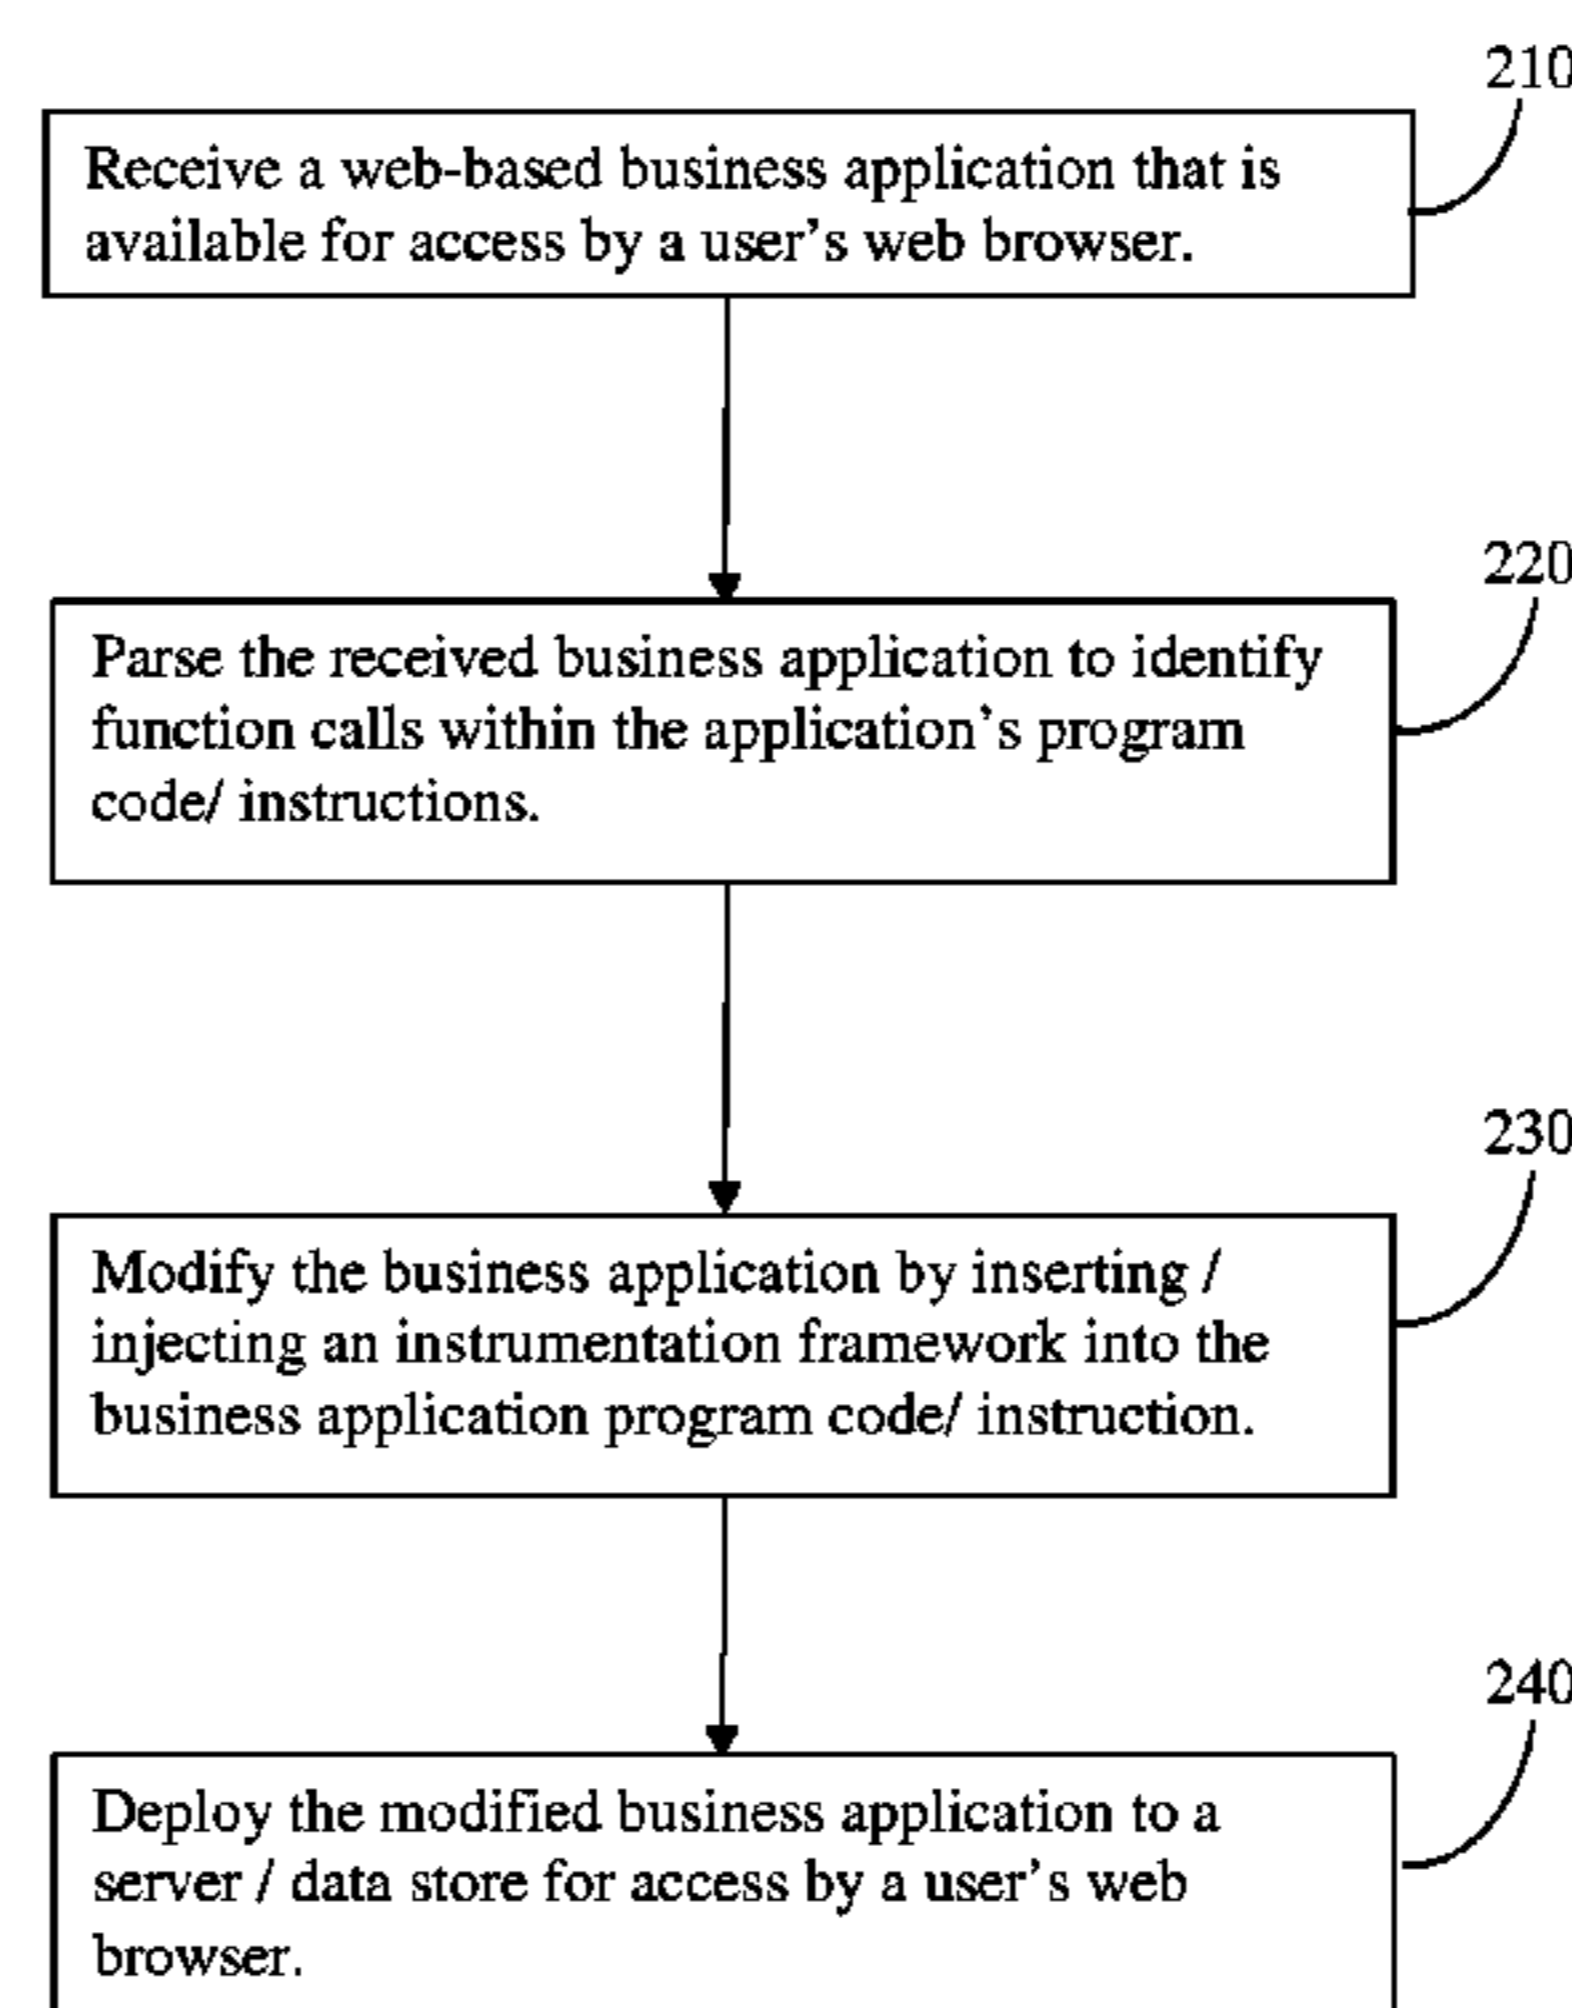 210
Receive a web-based business application that is
available for access by a user's web browser.
220
Parse the received business application to identify
function calls within the application's program
code/ instructions.
230
Modify the business application by inserting /
injecting an instrumentation framework into the
business application program code/ instruction.
240
Deploy the modified business application to a
server / data store for access by a user's web
browser.